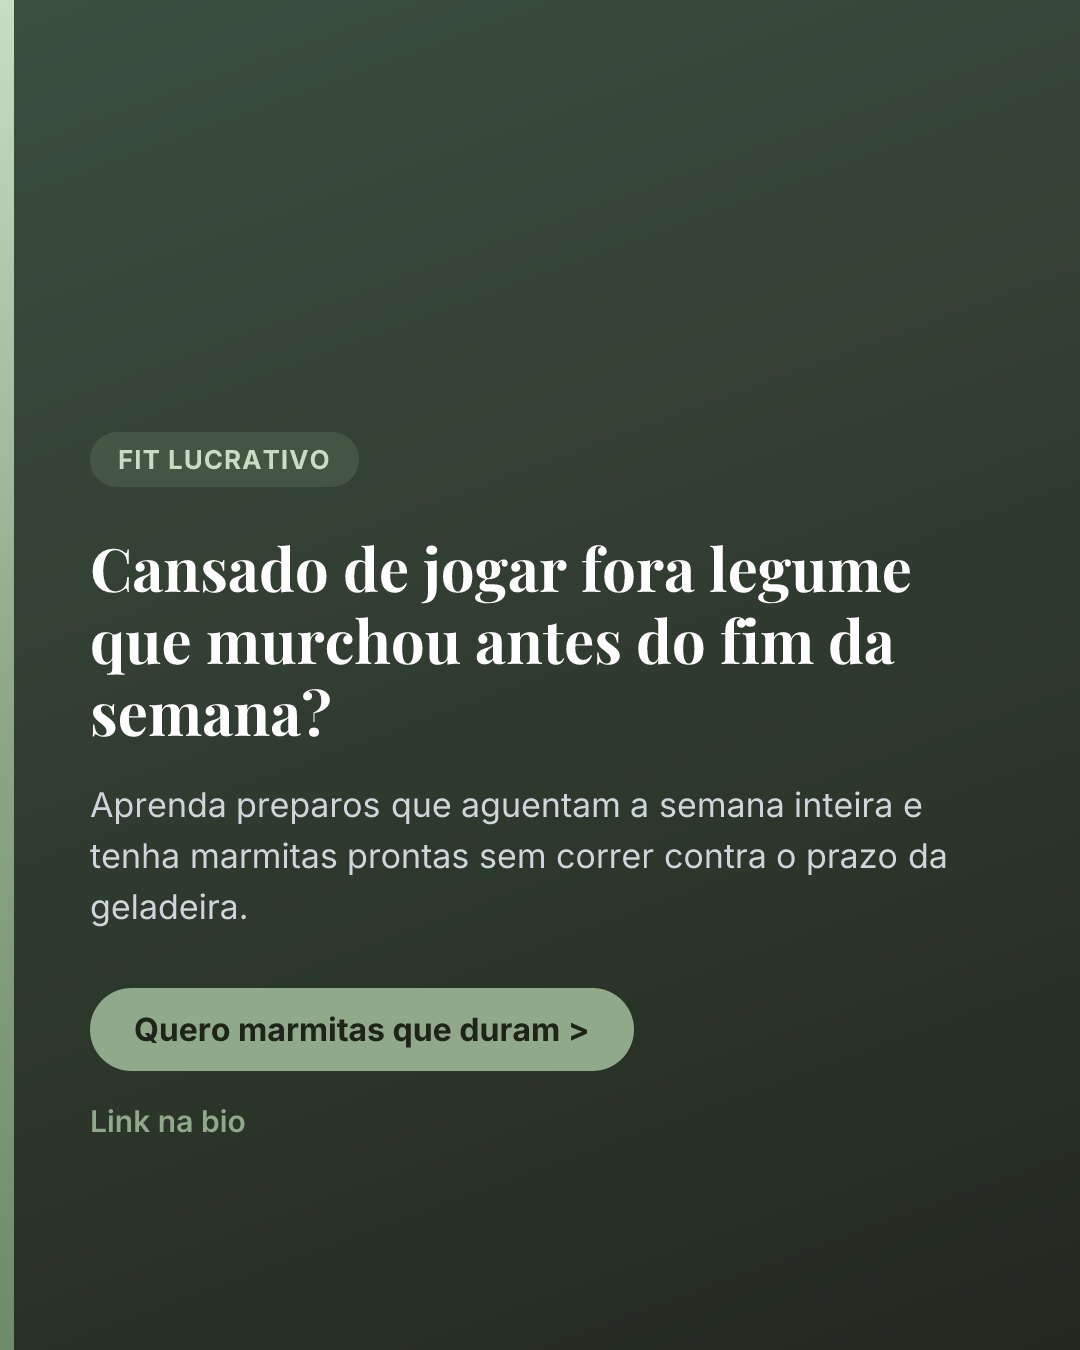 FIT LUCRATIVO
Cansado de jogar fora legume
que murchou antes do fim da
semana?
Aprenda preparos que aguentam a semana inteira e
tenha marmitas prontas sem correr contra o prazo da
geladeira.
Quero marmitas que duram >
Link na bio